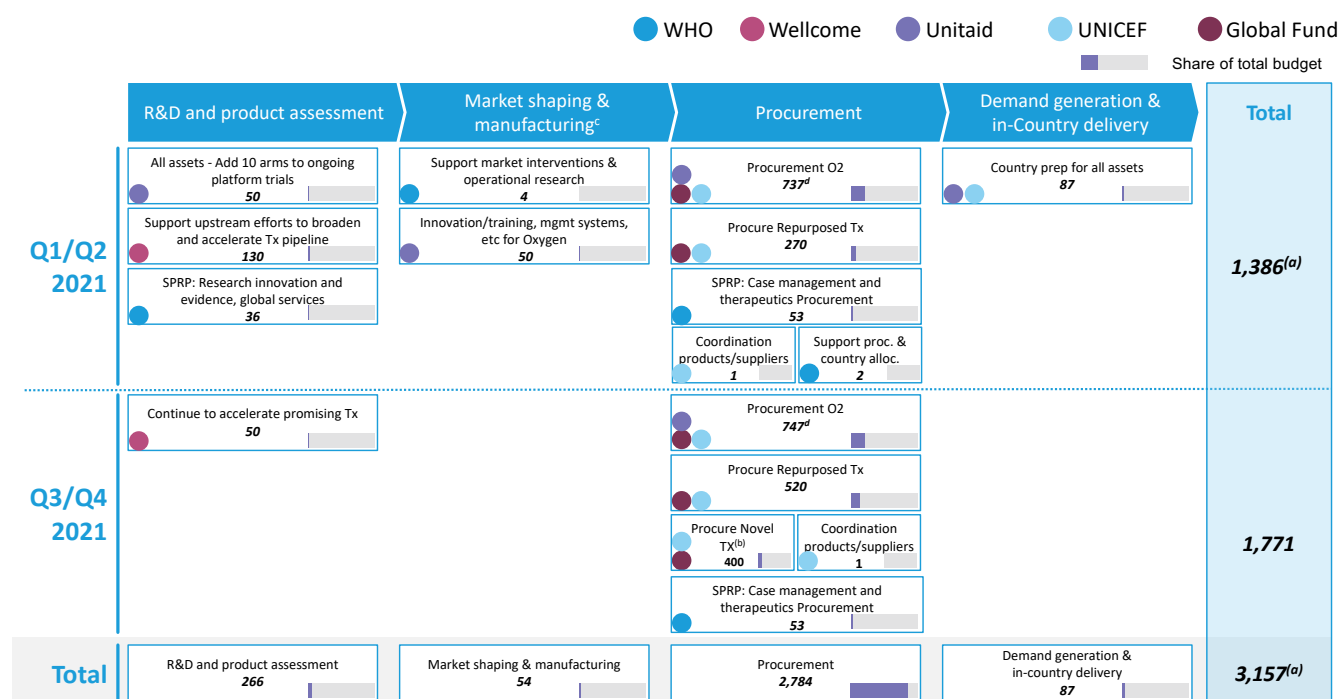 WHO
Wellcome
Unitaid
UNICEF
Global Fund
Share of total budget
R&D and product assessment
Market shaping &
manufacturingᶜ
Procurement
Demand generation &
in-Country delivery
Total
Q1/Q2
2021
All assets - Add 10 arms to ongoing
platform trials
50
Support upstream efforts to broaden
and accelerate Tx pipeline
130
SPRP: Research innovation and
evidence, global services
36
Support market interventions &
operational research
4
Innovation/training, mgmt systems,
etc for Oxygen
50
Procurement O2
737ᵈ
Procure Repurposed Tx
270
SPRP: Case management and
therapeutics Procurement
53
Coordination
products/suppliers
1
Support proc. &
country alloc.
2
Country prep for all assets
87
1,386⁽ᵃ⁾
Q3/Q4
2021
Continue to accelerate promising Tx
50
Procurement O2
747ᵈ
Procure Repurposed Tx
520
Procure Novel
TX⁽ᵇ⁾
400
Coordination
products/suppliers
1
SPRP: Case management and
therapeutics Procurement
53
1,771
Total
R&D and product assessment
266
Market shaping & manufacturing
54
Procurement
2,784
Demand generation &
in-country delivery
87
3,157⁽ᵃ⁾